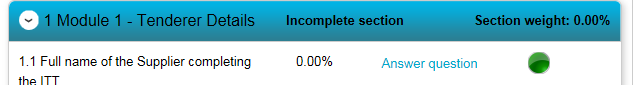 1 Module 1 - Tenderer Details Incomplete section Section weight: 0.00%
1.1 Full name of the Supplier completing 0.00% Answer question
the ITT